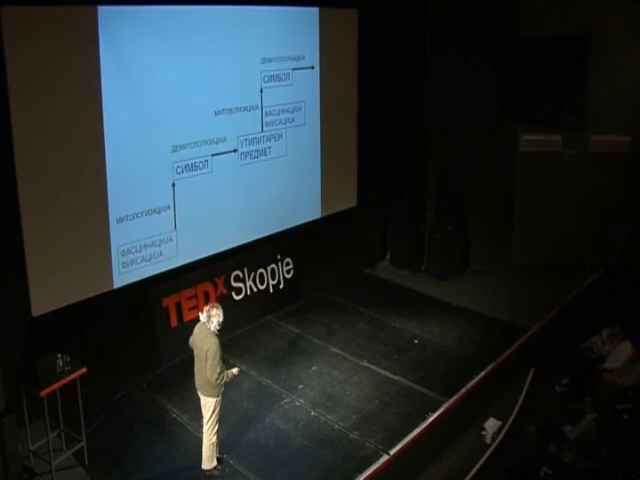 ДЕМИТОЛОГИЗАЦИЈА
СИМБОЛ
МИТОЛОГИЗАЦИЈА
ФАСЦИНАЦИЈА
ФИКСАЦИЈА
ДЕМИТОЛОГИЗАЦИЈА
УТИЛИТАРЕН
ПРЕДМЕТ
СИМБОЛ
МИТОЛОГИЗАЦИЈА
ФАСЦИНАЦИЈА
ФИКСАЦИЈА
TEDx Skopje